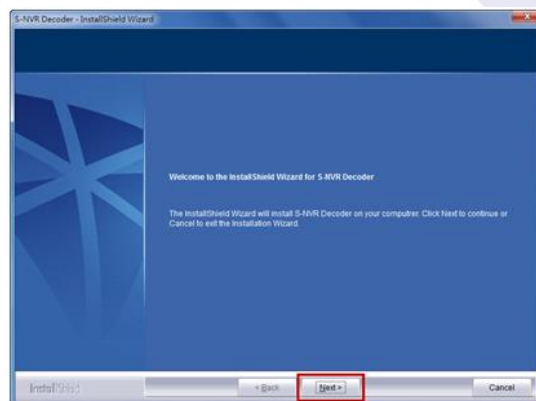 S-NVR Decoder - InstallShield Wizard
Welcome to the InstallShield Wizard for S-NVR Decoder
The InstallShield Wizard will install S-NVR Decoder on your computrer. Click Next to continue or
Cancel to exit the Installation Wizard.
InstallShield
< Back
Next >
Cancel